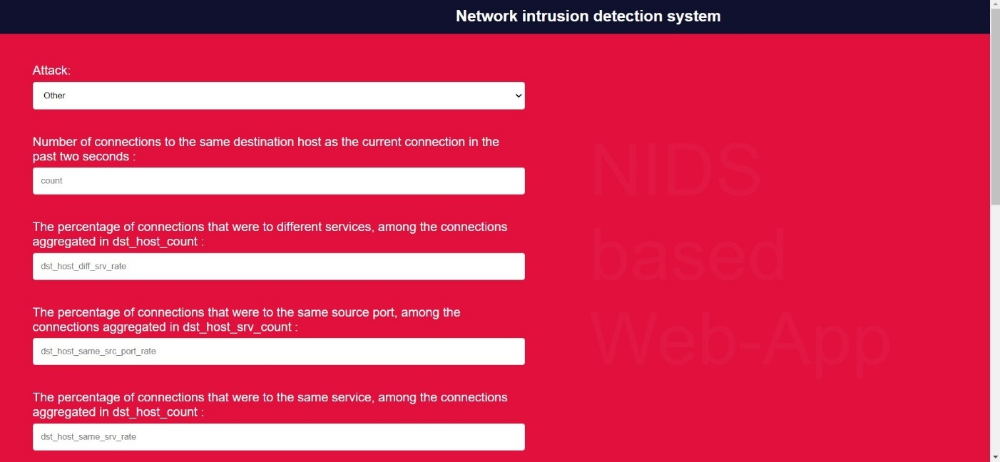 Network intrusion detection system
Attack:
Other
Number of connections to the same destination host as the current connection in the
past two seconds :
count
The percentage of connections that were to different services, among the connections
aggregated in dst_host_count :
dst_host_diff_srv_rate
The percentage of connections that were to the same source port, among the
connections aggregated in dst_host_srv_count :
dst_host_same_src_port_rate
The percentage of connections that were to the same service, among the connections
aggregated in dst_host_count :
dst_host_same_srv_rate
NIDS
based
Web-App